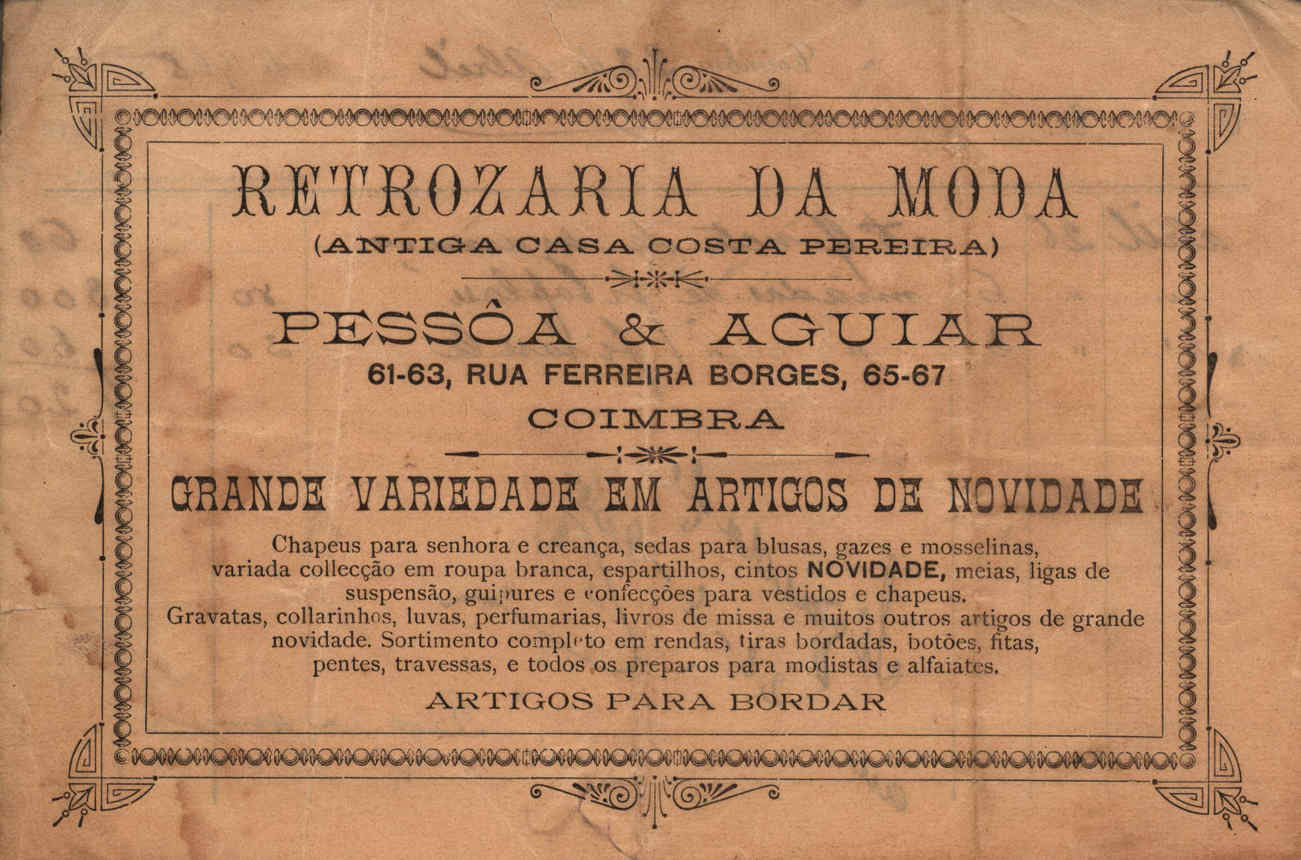 RETROZARIA DA MODA
(ANTIGA CASA COSTA PEREIRA)
PESSÔA & AGUIAR
61-63, RUA FERREIRA BORGES, 65-67
COIMBRA
GRANDE VARIEDADE EM ARTIGOS DE NOVIDADE
Chapeus para senhora e creança, sedas para blusas, gazes e mosselinas,
variada collecção em roupa branca, espartilhos, cintos NOVIDADE, meias, ligas de
suspensão, guipures e confecções para vestidos e chapeus.
Gravatas, collarinhos, luvas, perfumarias, livros de missa e muitos outros artigos de grande
novidade. Sortimento completo em rendas, tiras bordadas, botões, fitas,
pentes, travessas, e todos os preparos para modistas e alfaiates.
ARTIGOS PARA BORDAR